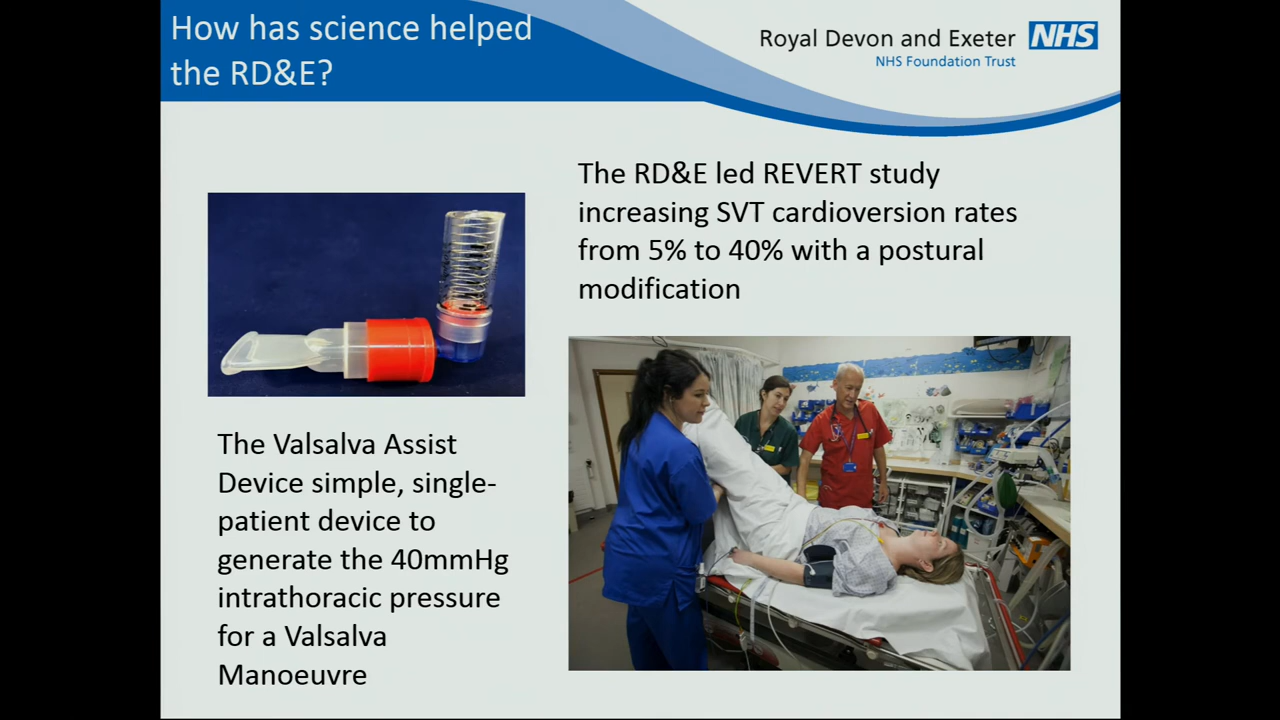 How has science helped
the RD&E?
Royal Devon and Exeter NHS
NHS Foundation Trust
The RD&E led REVERT study
increasing SVT cardioversion rates
from 5% to 40% with a postural
modification
The Valsalva Assist
Device simple, single-
patient device to
generate the 40mmHg
intrathoracic pressure
for a Valsalva
Manoeuvre